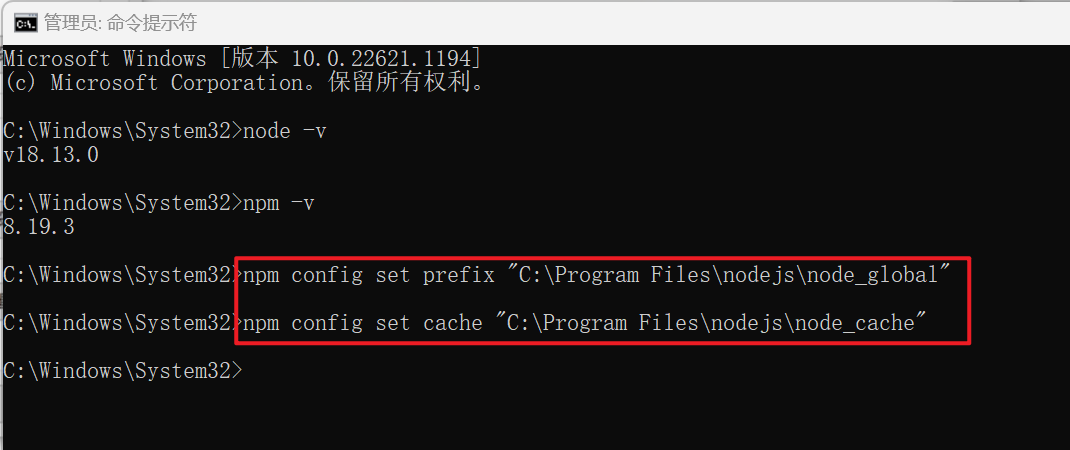 管理员: 命令提示符
Microsoft Windows [版本 10.0.22621.1194]
(c) Microsoft Corporation。保留所有权利。
C:\Windows\System32>node -v
v18.13.0
C:\Windows\System32>npm -v
8.19.3
C:\Windows\System32>npm config set prefix "C:\Program Files\nodejs\node_global"
C:\Windows\System32>npm config set cache "C:\Program Files\nodejs\node_cache"
C:\Windows\System32>